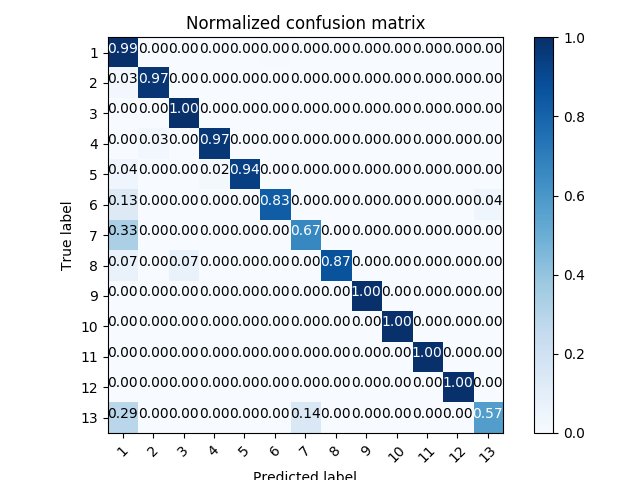 Normalized confusion matrix
1 0.99 0.00 0.00 0.00 0.00 0.00 0.00 0.00 0.00 0.00 0.00 0.00 0.00
2 0.03 0.97 0.00 0.00 0.00 0.00 0.00 0.00 0.00 0.00 0.00 0.00 0.00
3 0.00 0.00 1.00 0.00 0.00 0.00 0.00 0.00 0.00 0.00 0.00 0.00 0.00
4 0.00 0.03 0.00 0.97 0.00 0.00 0.00 0.00 0.00 0.00 0.00 0.00 0.00
5 0.04 0.00 0.00 0.02 0.94 0.00 0.00 0.00 0.00 0.00 0.00 0.00 0.00
6 0.13 0.00 0.00 0.00 0.00 0.83 0.00 0.00 0.00 0.00 0.00 0.00 0.04
7 0.33 0.00 0.00 0.00 0.00 0.00 0.67 0.00 0.00 0.00 0.00 0.00 0.00
8 0.07 0.00 0.07 0.00 0.00 0.00 0.00 0.87 0.00 0.00 0.00 0.00 0.00
9 0.00 0.00 0.00 0.00 0.00 0.00 0.00 0.00 1.00 0.00 0.00 0.00 0.00
10 0.00 0.00 0.00 0.00 0.00 0.00 0.00 0.00 0.00 1.00 0.00 0.00 0.00
11 0.00 0.00 0.00 0.00 0.00 0.00 0.00 0.00 0.00 0.00 1.00 0.00 0.00
12 0.00 0.00 0.00 0.00 0.00 0.00 0.00 0.00 0.00 0.00 0.00 1.00 0.00
13 0.29 0.00 0.00 0.00 0.00 0.00 0.14 0.00 0.00 0.00 0.00 0.00 0.57
True label
1 2 3 4 5 6 7 8 9 10 11 12 13
Predicted label
1.0
0.8
0.6
0.4
0.2
0.0